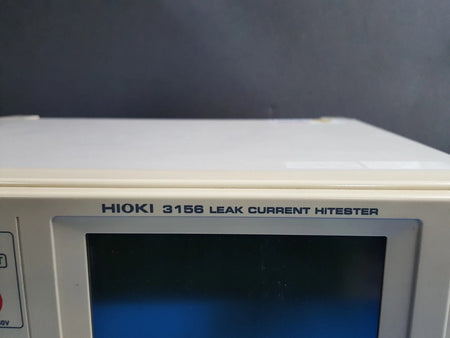 HIOKI 3156 LEAK CURRENT HITESTER